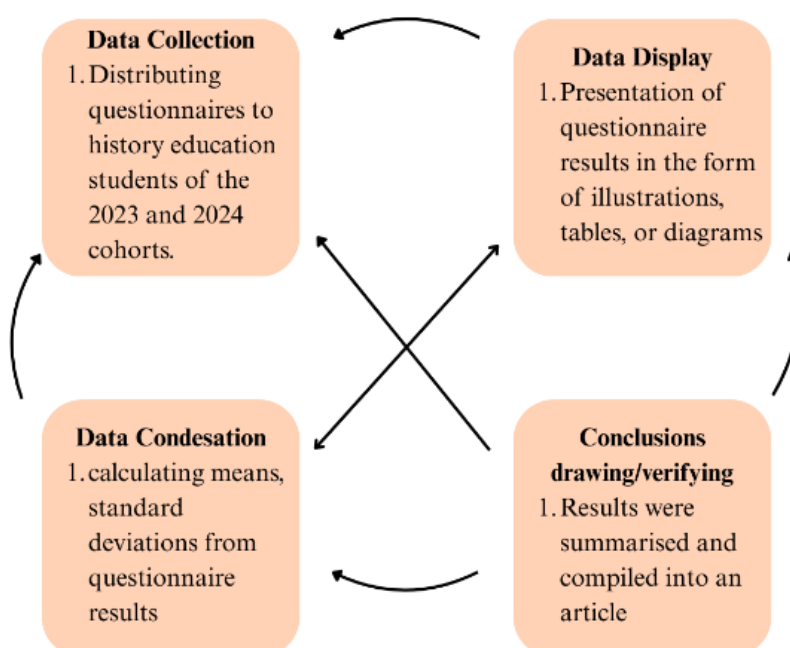 Data Collection
1. Distributing
questionnaires to
history education
students of the
2023 and 2024
cohorts.
Data Display
1. Presentation of
questionnaire
results in the form
of illustrations,
tables, or diagrams
Data Condesation
1. calculating means,
standard
deviations from
questionnaire
results
Conclusions
drawing/verifying
1. Results were
summarised and
compiled into an
article